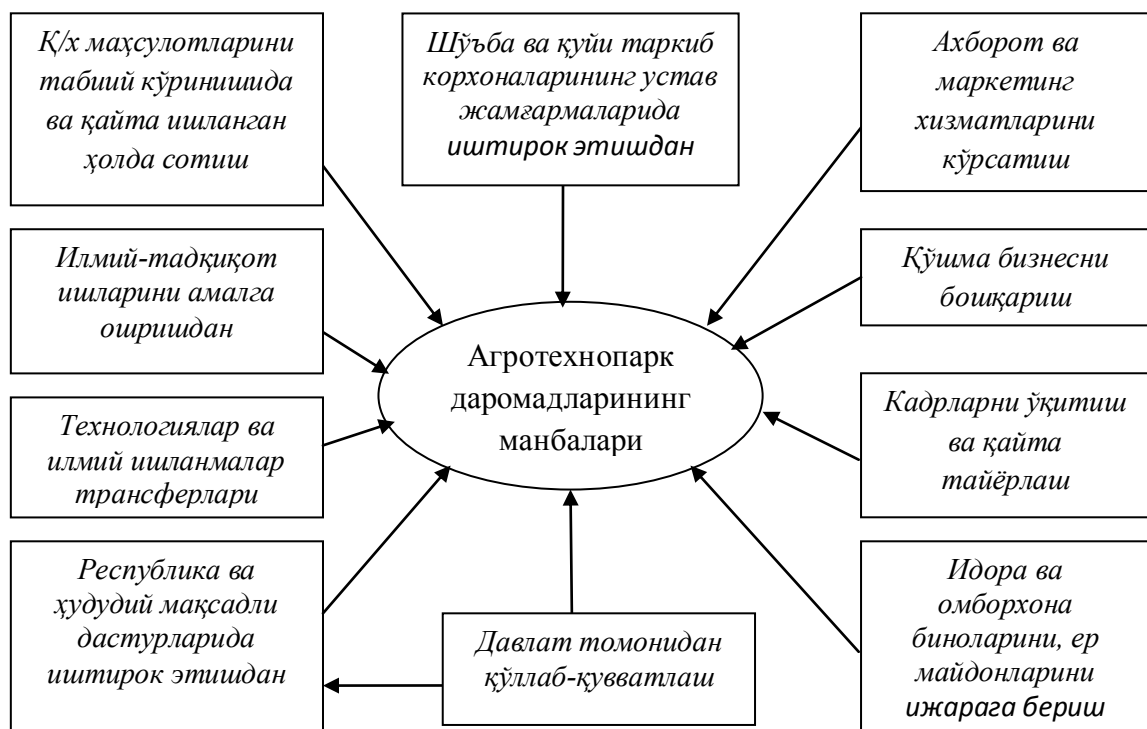 Қ/х маҳсулотларини
табиий кўринишида
ва қайта ишланган
ҳолда сотиш
Шўъба ва қуйи таркиб
корхоналарининг устав
жамғармаларида
иштирок этишдан
Ахборот ва
маркетинг
хизматларини
кўрсатиш
Илмий-тадқиқот
ишларини амалга
ошришдан
Қўшма бизнесни
бошқариш
Агротехнопарк
даромадларининг
манбалари
Технологиялар ва
илмий ишланмалар
трансферлари
Кадрларни ўқитиш
ва қайта
тайёрлаш
Республика ва
ҳудудий мақсадли
дастурларида
иштирок этишдан
Давлат томонидан
қўллаб-қувватлаш
Идора ва
омборхона
биноларини, ер
майдонларини
ижарага бериш